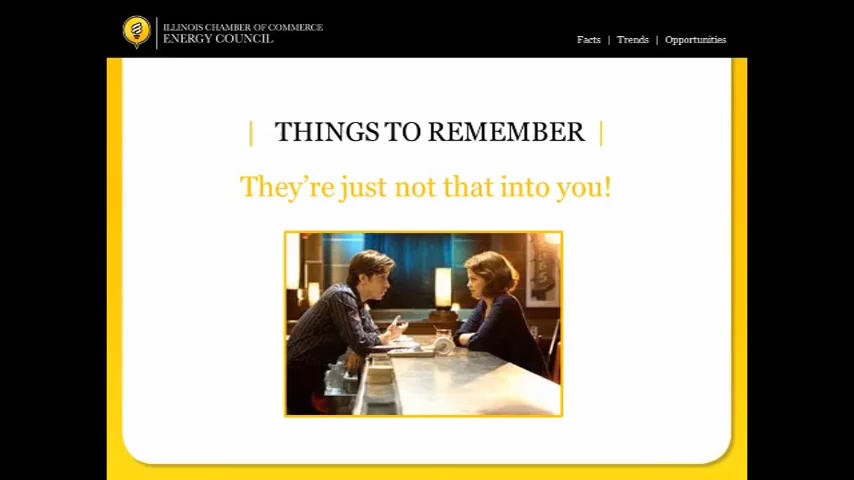 ILLINOIS CHAMBER OF COMMERCE
ENERGY COUNCIL
Facts | Trends | Opportunities
| THINGS TO REMEMBER |
They're just not that into you!